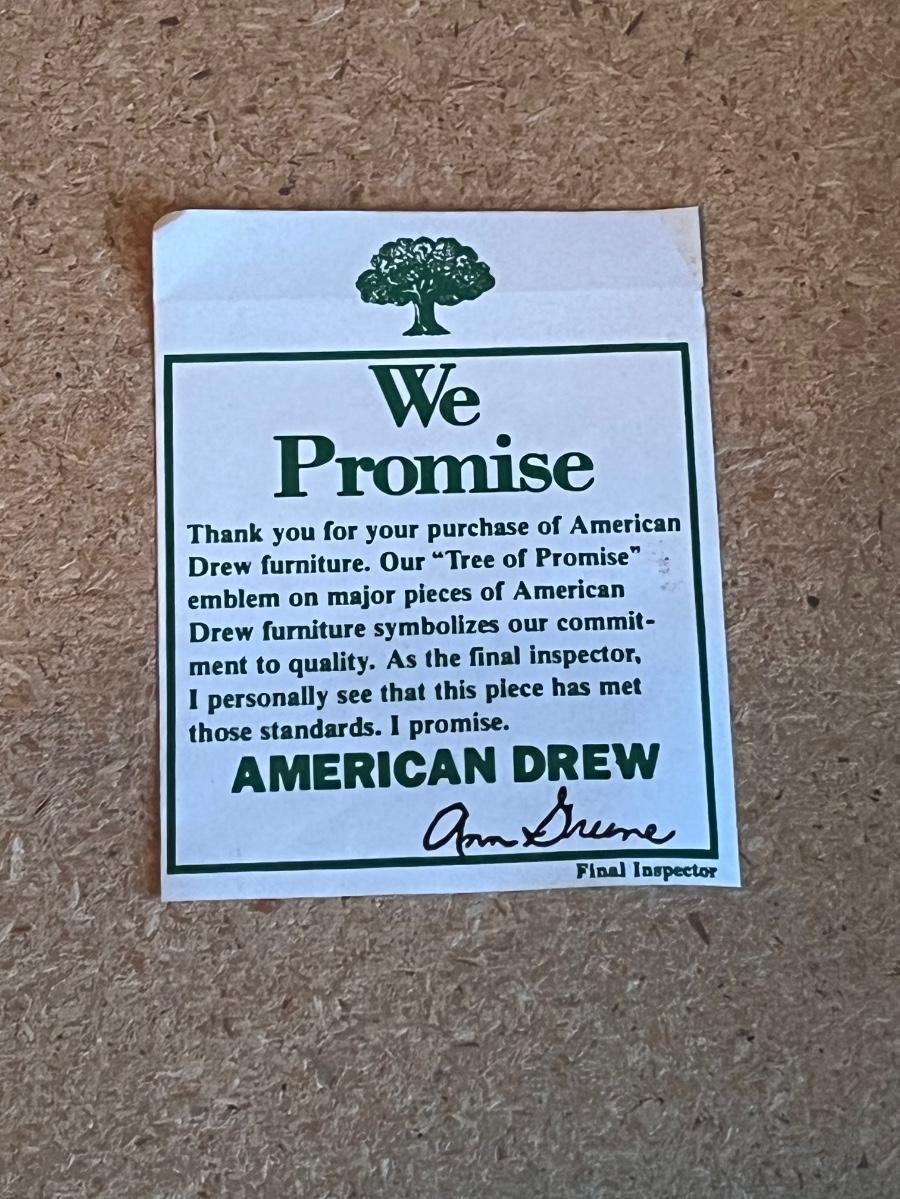 We
Promise
Thank you for your purchase of American
Drew furniture. Our “Tree of Promise”
emblem on major pieces of American
Drew furniture symbolizes our commit-
ment to quality. As the final inspector,
I personally see that this piece has met
those standards. I promise.
AMERICAN DREW
Ann Greene
Final Inspector